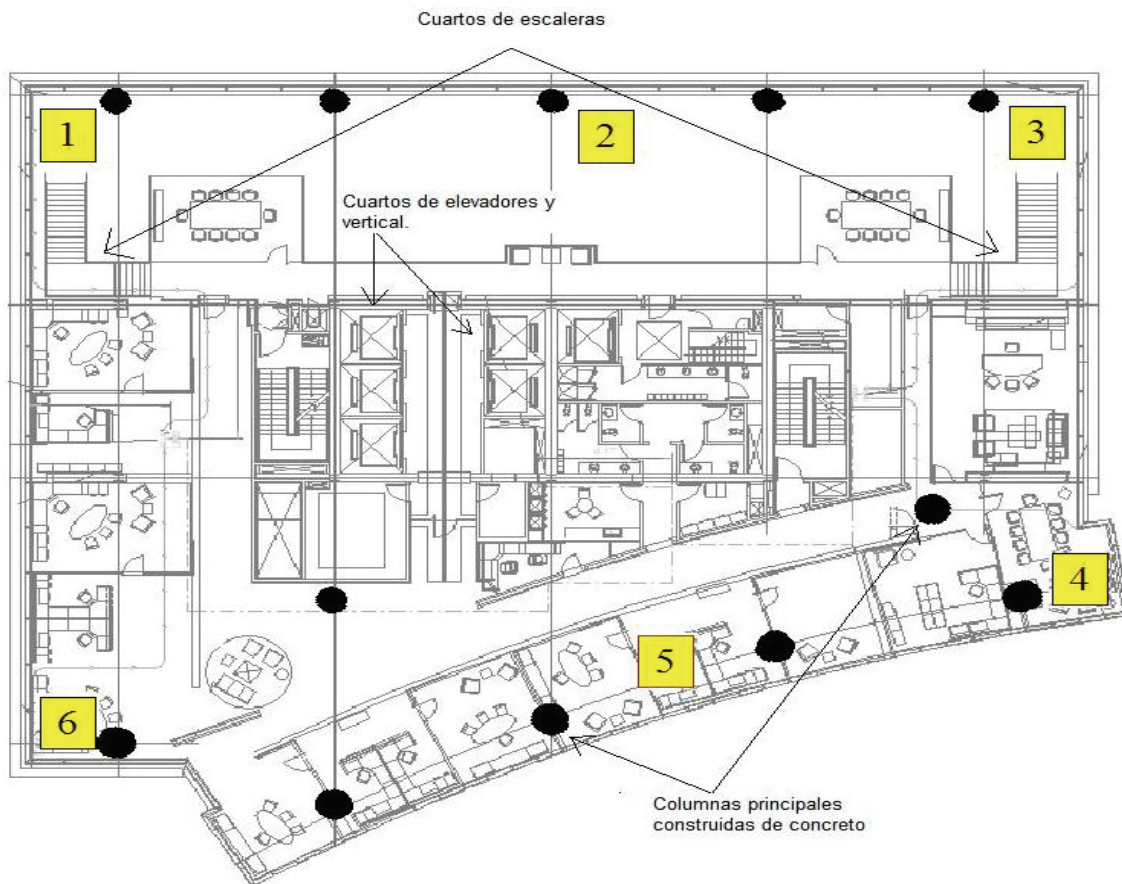 Cuartos de escaleras
1
2
3
Cuartos de elevadores y
vertical.
4
5
6
Columnas principales
construidas de concreto